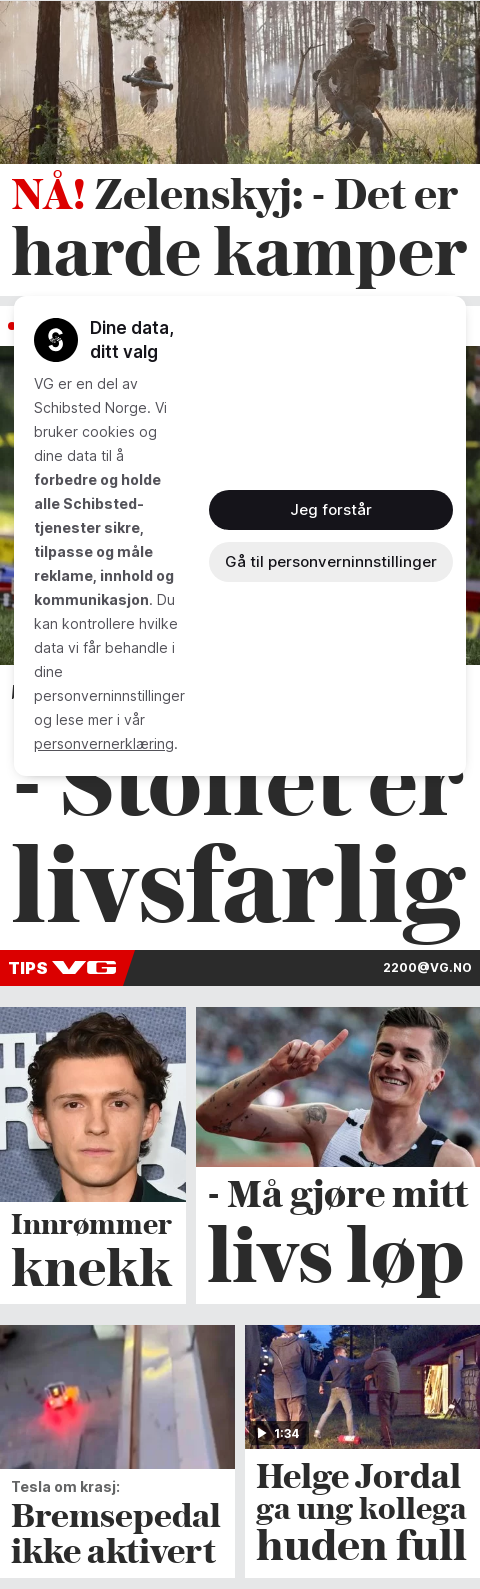 NÅ! Zelenskyj: - Det er
harde kamper
Dine data,
ditt valg
VG er en del av
Schibsted Norge. Vi
bruker cookies og
dine data til å
forbedre og holde
alle Schibsted-
tjenester sikre,
tilpasse og måle
reklame, innhold og
kommunikasjon. Du
kan kontrollere hvilke
data vi får behandle i
dine
personverninnstillinger
og lese mer i vår
personvernerklæring.
Jeg forstår
Gå til personverninnstillinger
- Stoffet er
livsfarlig
TIPS VG
2200@VG.NO
Innrømmer
knekk
- Må gjøre mitt
livs løp
Tesla om krasj:
Bremsepedal
ikke aktivert
1:34
Helge Jordal
ga ung kollega
huden full